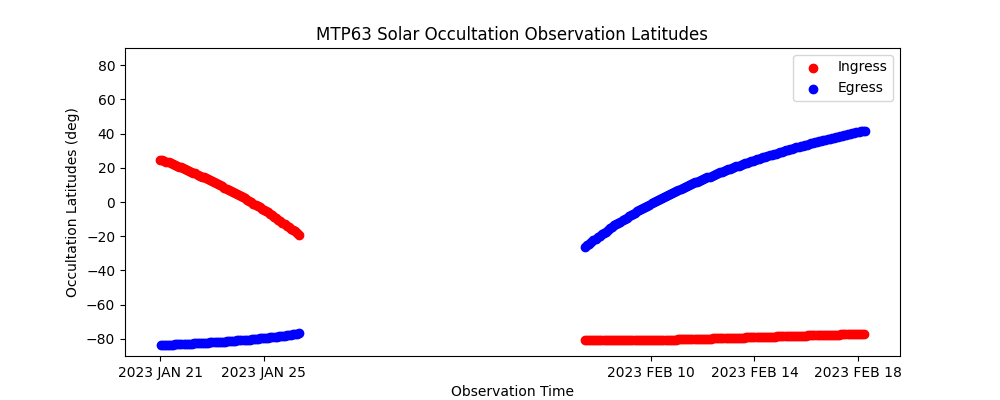 MTP63 Solar Occultation Observation Latitudes
Ingress
Egress
Occultation Latitudes (deg)
80
60
40
20
0
−20
−40
−60
−80
2023 JAN 21
2023 JAN 25
2023 FEB 10
2023 FEB 14
2023 FEB 18
Observation Time